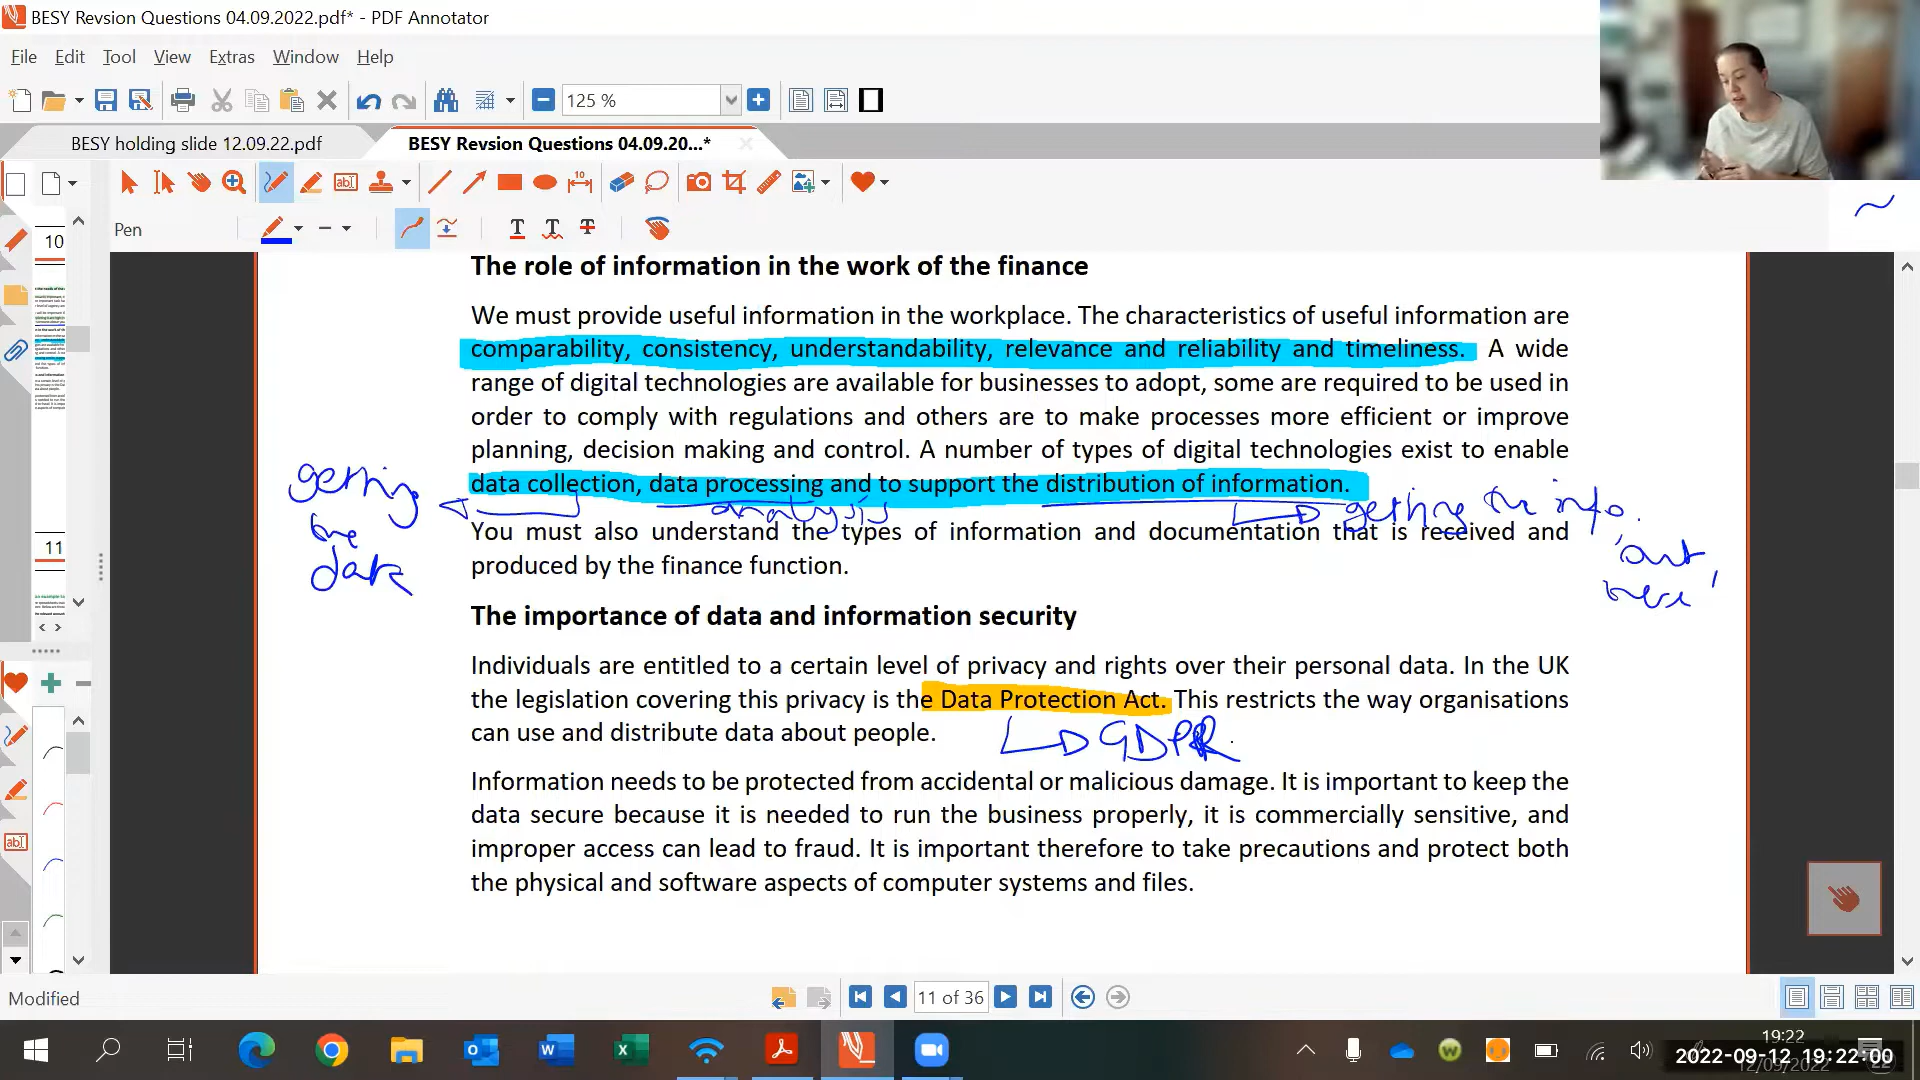 BESY Revsion Questions 04.09.2022.pdf* - PDF Annotator
File Edit Tool View Extras Window Help
125 %
BESY holding slide 12.09.22.pdf
BESY Revsion Questions 04.09.20...*
Pen
10
11
The role of information in the work of the finance
We must provide useful information in the workplace. The characteristics of useful information are
comparability, consistency, understandability, relevance and reliability and timeliness. A wide
range of digital technologies are available for businesses to adopt, some are required to be used in
order to comply with regulations and others are to make processes more efficient or improve
planning, decision making and control. A number of types of digital technologies exist to enable
data collection, data processing and to support the distribution of information.
getting
the
data
analysis
getting the info.
'out
there'
You must also understand the types of information and documentation that is received and
produced by the finance function.
The importance of data and information security
Individuals are entitled to a certain level of privacy and rights over their personal data. In the UK
the legislation covering this privacy is the Data Protection Act. This restricts the way organisations
can use and distribute data about people.
GDPR
Information needs to be protected from accidental or malicious damage. It is important to keep the
data secure because it is needed to run the business properly, it is commercially sensitive, and
improper access can lead to fraud. It is important therefore to take precautions and protect both
the physical and software aspects of computer systems and files.
Modified
11 of 36
19:22
2022-09-12 19:22:00
12/09/2022
22